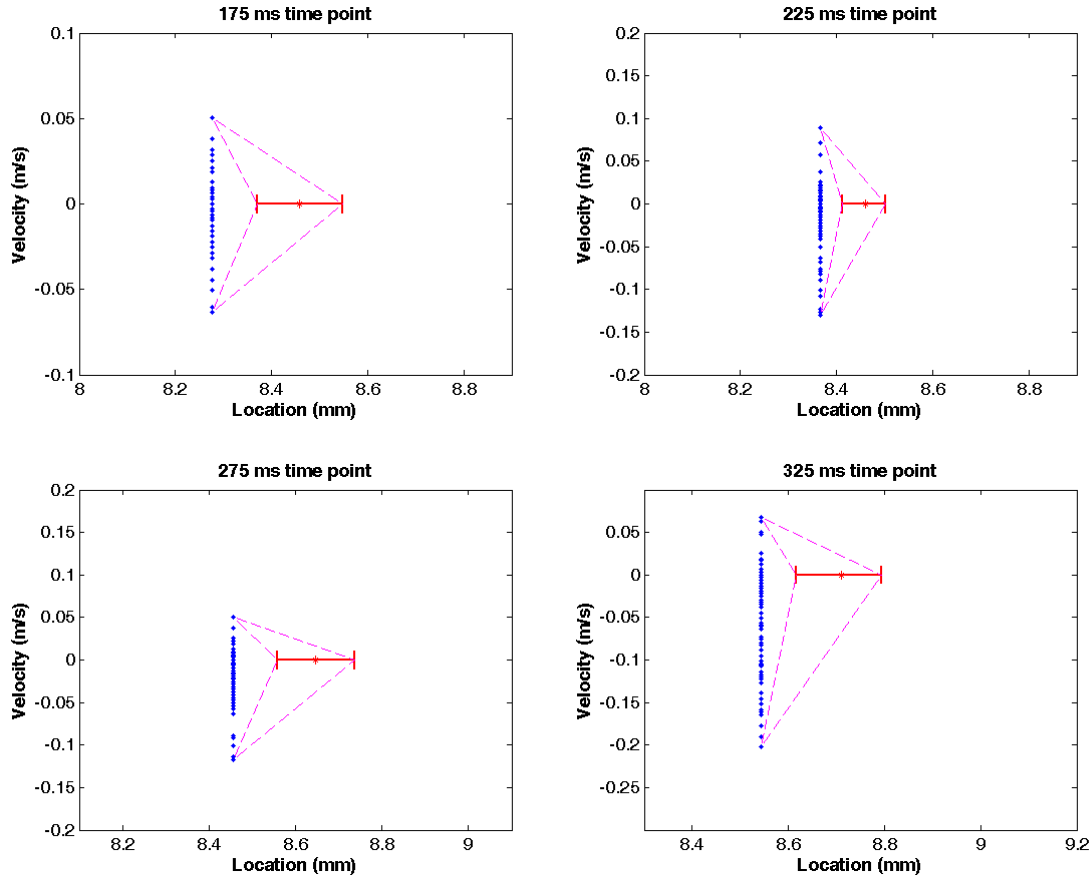 175 ms time point
0.1
0.05
0
-0.05
-0.1
Velocity (m/s)
8 8.2 8.4 8.6 8.8
Location (mm)
225 ms time point
0.2
0.15
0.1
0.05
0
-0.05
-0.1
-0.15
-0.2
Velocity (m/s)
8 8.2 8.4 8.6 8.8
Location (mm)
275 ms time point
0.2
0.15
0.1
0.05
0
-0.05
-0.1
-0.15
-0.2
Velocity (m/s)
8.2 8.4 8.6 8.8 9
Location (mm)
325 ms time point
0.05
0
0.05
-0.1
-0.15
-0.2
-0.25
Velocity (m/s)
8.4 8.6 8.8 9 9.2
Location (mm)